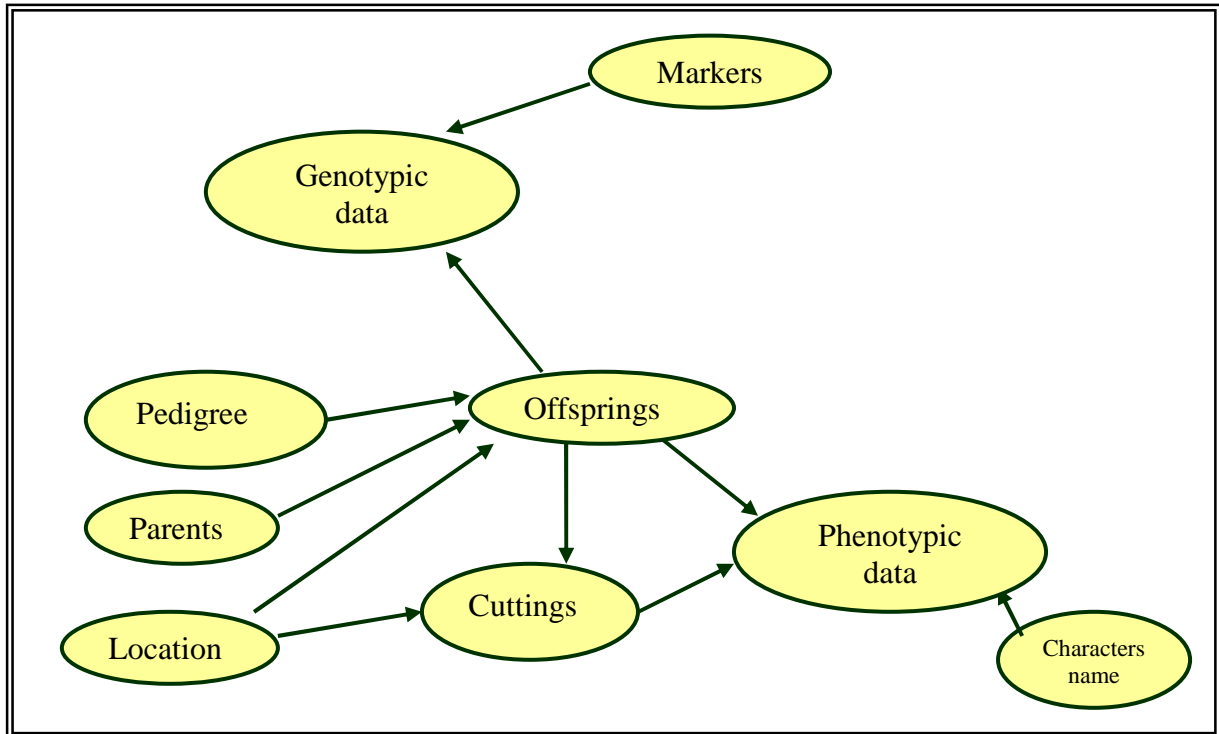 Markers
Genotypic
data
Pedigree
Offsprings
Parents
Phenotypic
data
Cuttings
Location
Characters
name